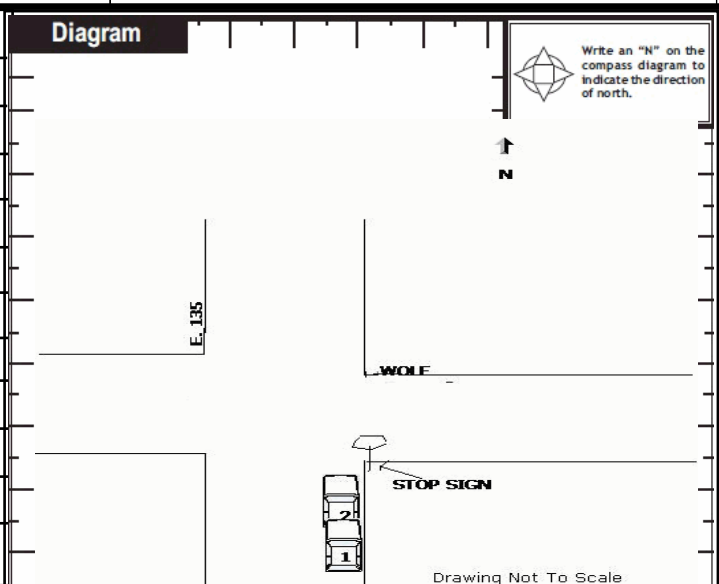 Diagram
Write an “N” on the
compass diagram to
indicate the direction
of north.
N
E. 135
WOLF
STOP SIGN
2
1
Drawing Not To Scale